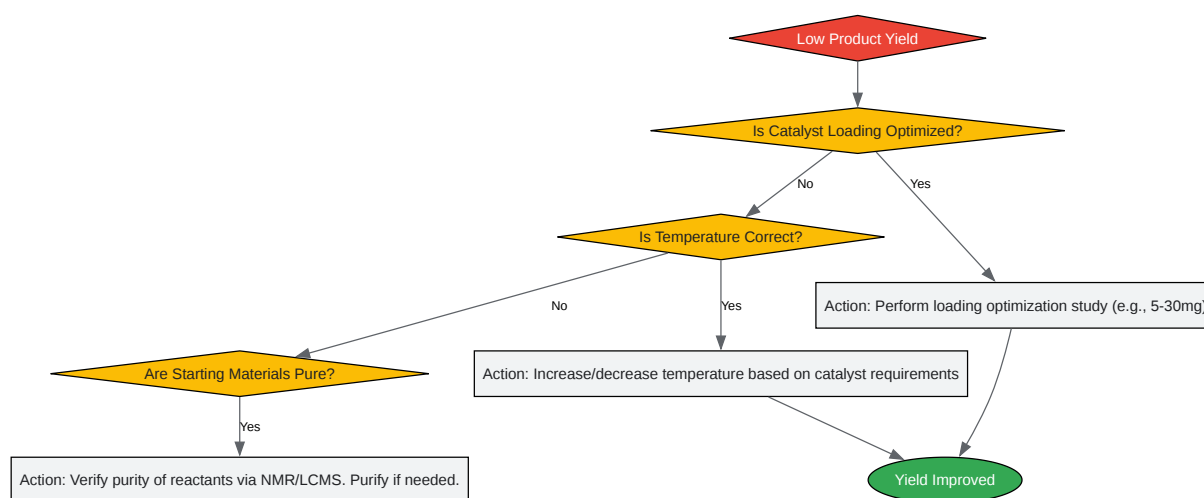 Low Product Yield
Is Catalyst Loading Optimized?
No
Yes
Is Temperature Correct?
Action: Perform loading optimization study (e.g., 5-30mg)
No
Yes
Are Starting Materials Pure?
Action: Increase/decrease temperature based on catalyst requirements
Yes
Action: Verify purity of reactants via NMR/LCMS. Purify if needed.
Yield Improved